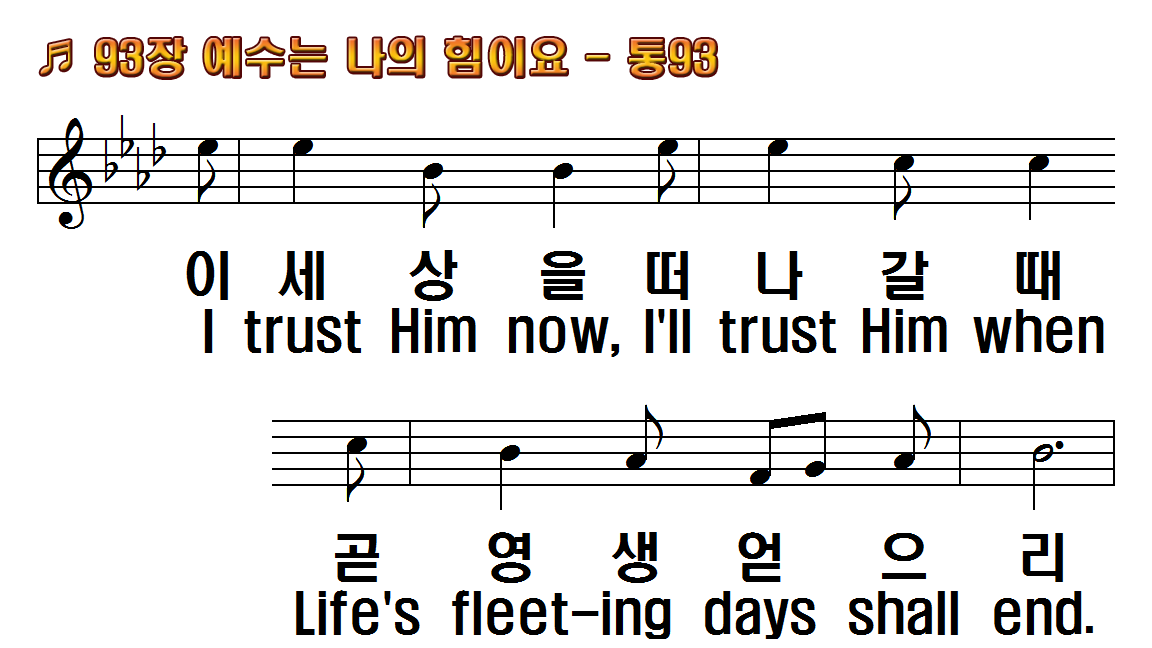 ♬ 93장 예수는 나의 힘이요 - 통93
이 세 상 을 떠 나 갈 때
I trust Him now, I'll trust Him when
곧 영 생 얻 으 리
Life's fleet-ing days shall end.